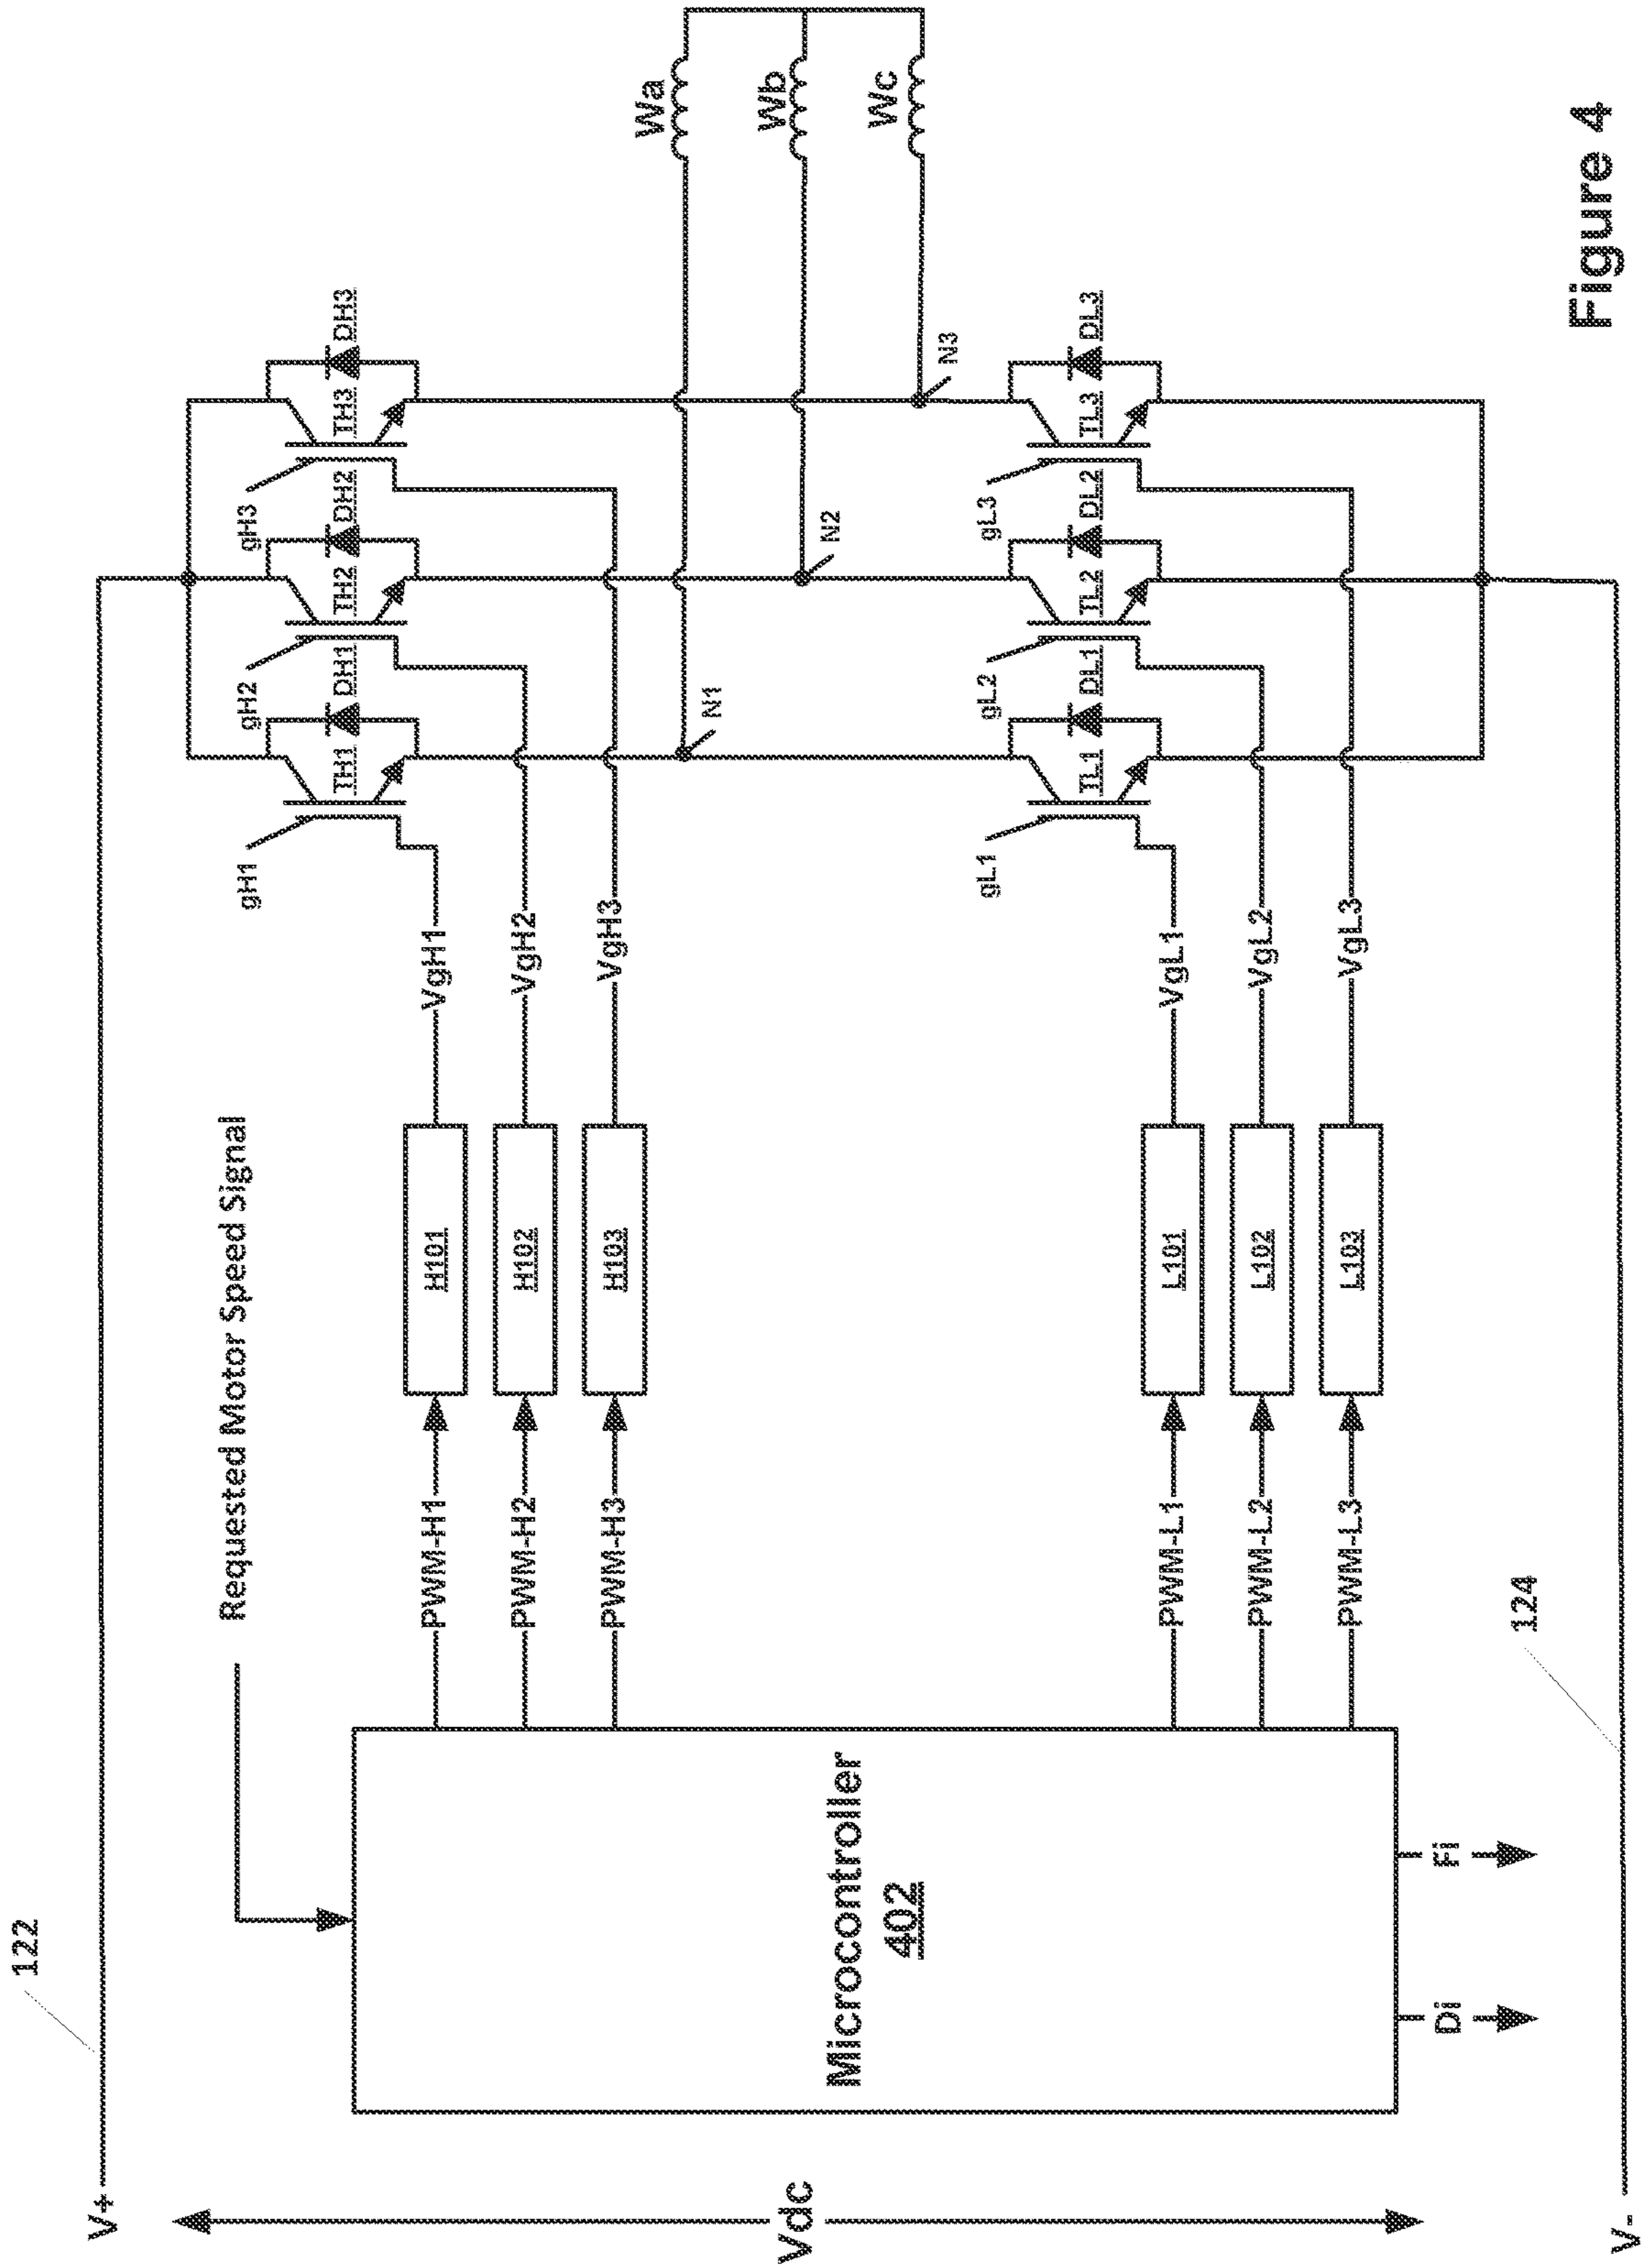 122
V+
Requested Motor Speed Signal
gH1
TH1
DH1
gH2
TH2
DH2
gH3
TH3
DH3
PWM-H1
H101
VgH1
PWM-H2
H102
VgH2
PWM-H3
H103
VgH3
Wa
N1
Wb
N2
Wc
N3
Vdc
Microcontroller
402
gL1
TL1
DL1
gL2
TL2
DL2
gL3
TL3
DL3
PWM-L1
L101
VgL1
PWM-L2
L102
VgL2
PWM-L3
L103
VgL3
Di
Fi
124
V-
Figure 4